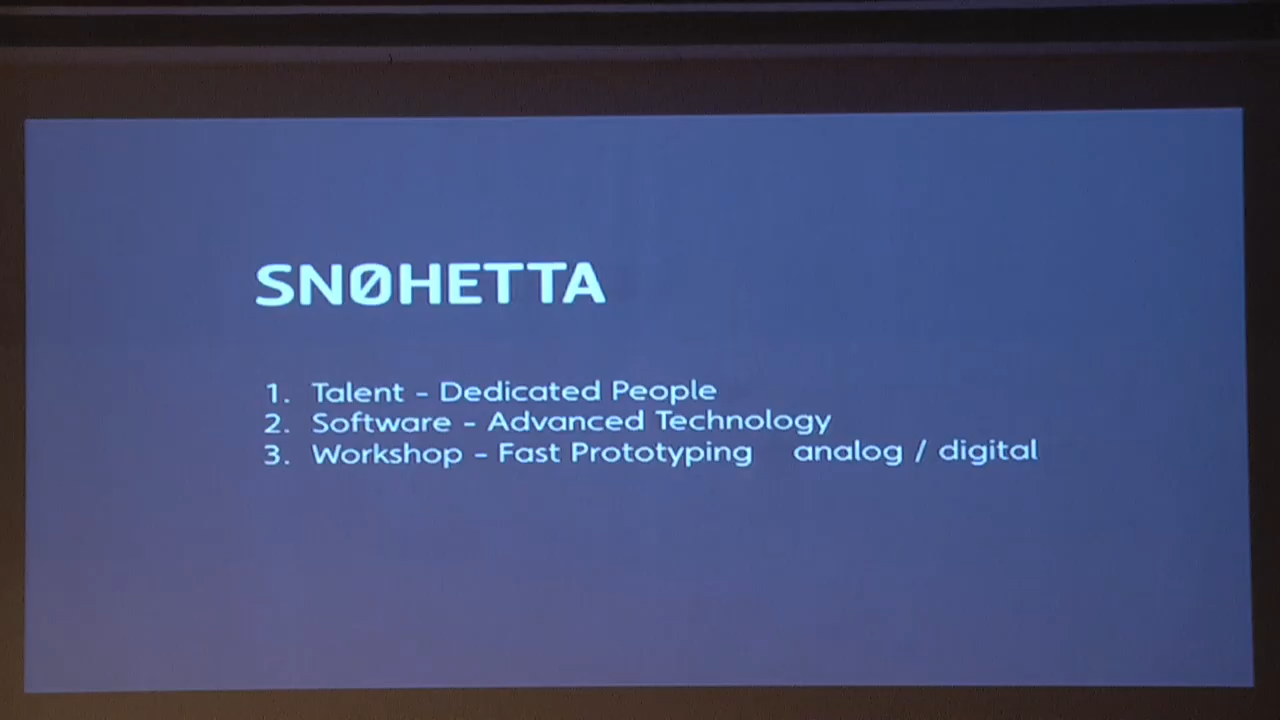 SNØHETTA
1. Talent – Dedicated People
2. Software – Advanced Technology
3. Workshop – Fast Prototyping analog / digital